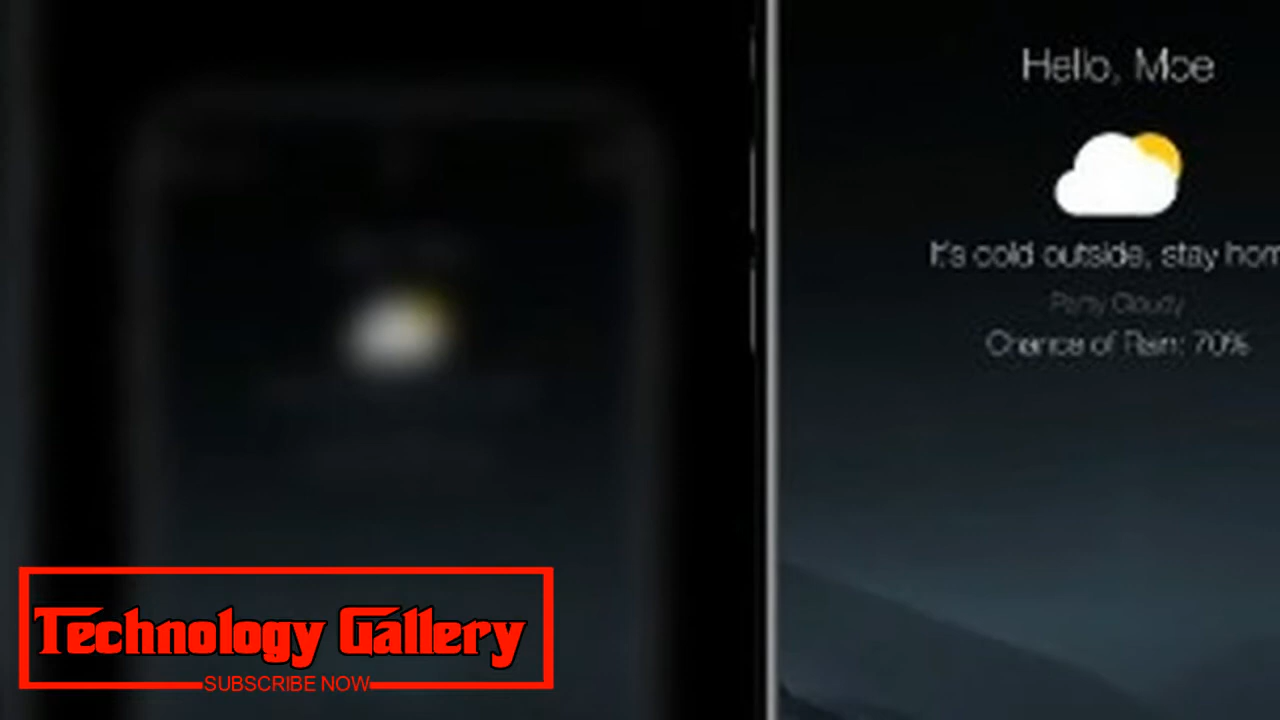 Hello, Moe
It's cold outside, stay hom
Partly Cloudy
Chance of Rain: 70%
Technology Gallery
SUBSCRIBE NOW